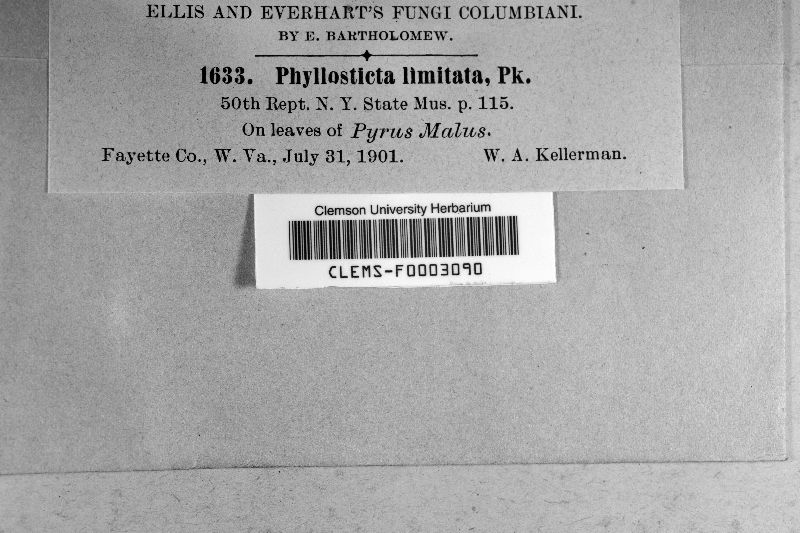 ELLIS AND EVERHART'S FUNGI COLUMBIANI.
BY E. BARTHOLOMEW.
1633. Phyllosticta limitata, Pk.
50th Rept. N. Y. State Mus. p. 115.
On leaves of Pyrus Malus.
Fayette Co., W. Va., July 31, 1901. W. A. Kellerman.
Clemson University Herbarium
CLEMS-F0003090